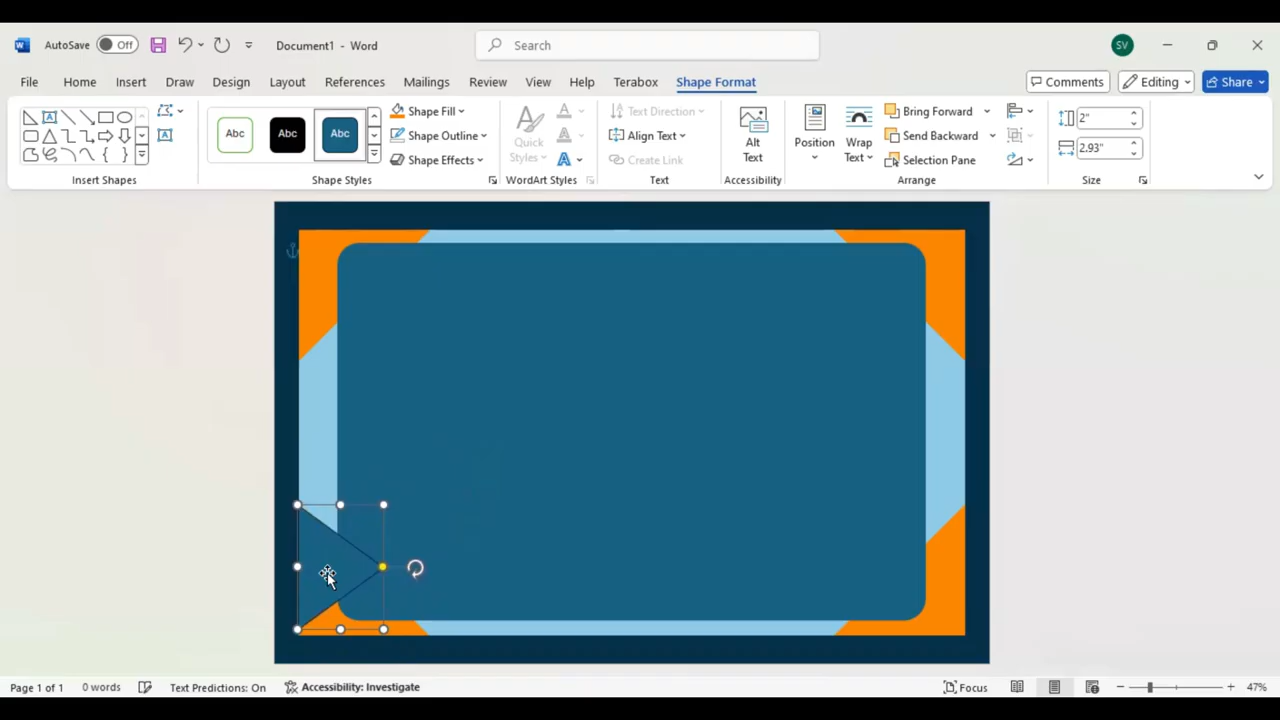 AutoSave Off Document1 - Word Search SV
File Home Insert Draw Design Layout References Mailings Review View Help Terabox Shape Format Comments Editing Share
Abc Abc Abc
Shape Fill
Shape Outline
Shape Effects
Quick
Styles
Text Direction
Align Text
Create Link
Alt
Text
Position
Wrap
Text
Bring Forward
Send Backward
Selection Pane
2"
2.93"
Insert Shapes Shape Styles WordArt Styles Text Accessibility Arrange Size
Page 1 of 1 0 words Text Predictions: On Accessibility: Investigate Focus 47%